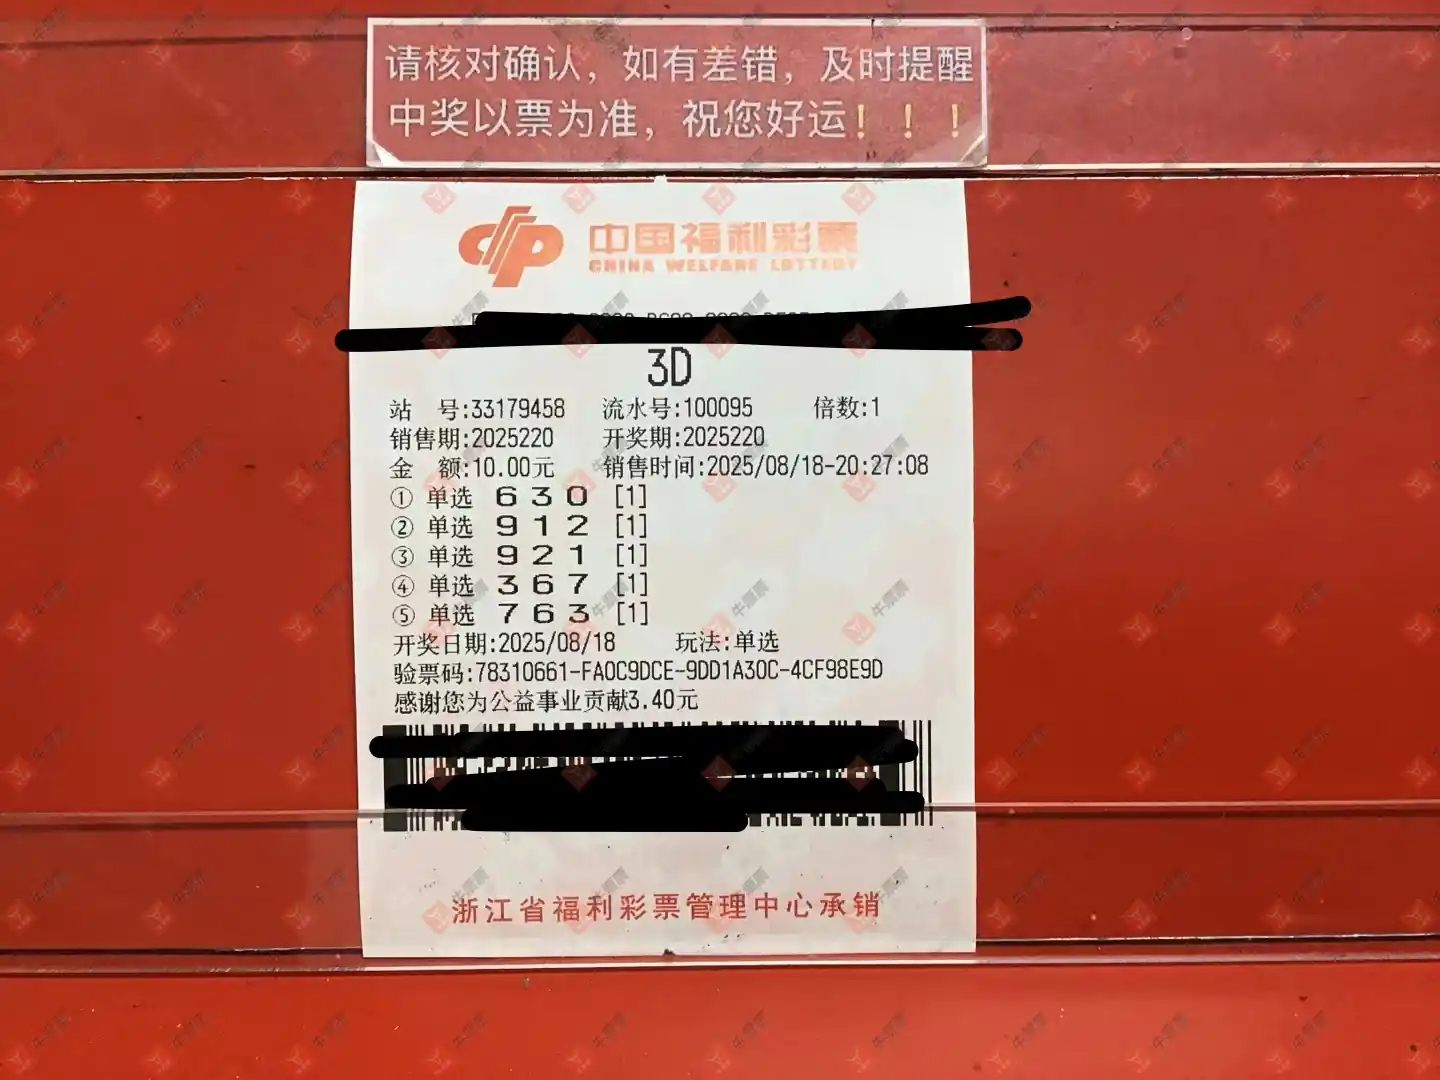 请核对确认，如有差错，及时提醒
中奖以票为准，祝您好运！！！
中国福利彩票
CHINA WELFARE LOTTERY
3D
站 号:33179458 流水号:100095 倍数:1
销售期:2025220 开奖期:2025220
金 额:10.00元 销售时间:2025/08/18-20:27:08
① 单选 6 3 0 [1]
② 单选 9 1 2 [1]
③ 单选 9 2 1 [1]
④ 单选 3 6 7 [1]
⑤ 单选 7 6 3 [1]
开奖日期:2025/08/18 玩法:单选
验票码:78310661-FA0C9DCE-9DD1A30C-4CF98E9D
感谢您为公益事业贡献3.40元
浙江省福利彩票管理中心承销